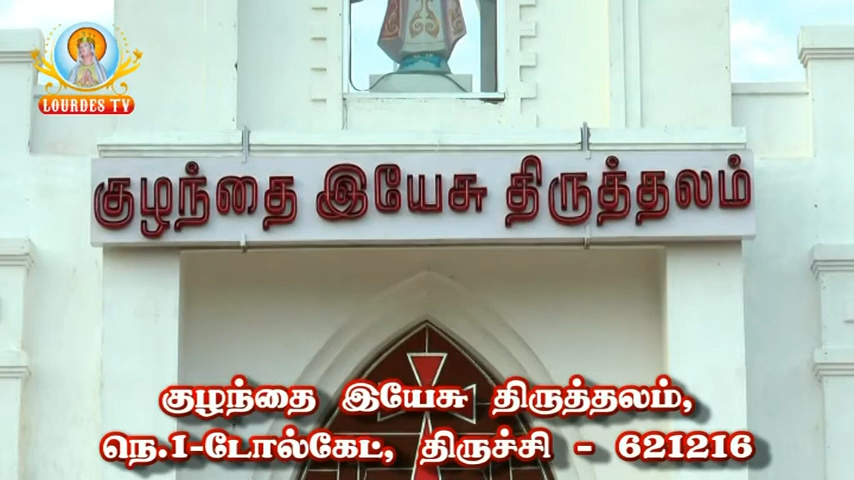 LOURDES TV
குழந்தை இயேசு திருத்தலம்
குழந்தை இயேசு திருத்தலம்,
நெ.1-டோல்கேட், திருச்சி - 621216